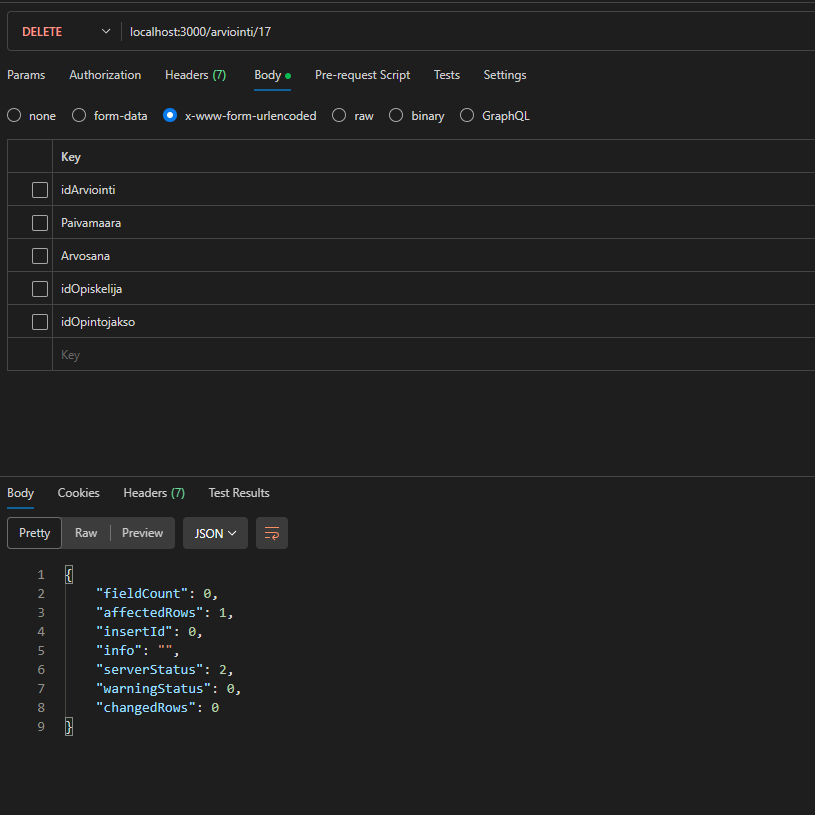 DELETE localhost:3000/arviointi/17
Params Authorization Headers (7) Body Pre-request Script Tests Settings
none form-data x-www-form-urlencoded raw binary GraphQL
Key
idArviointi
Paivamaara
Arvosana
idOpiskelija
idOpintojakso
Key
Body Cookies Headers (7) Test Results
Pretty Raw Preview JSON
1 {
2 "fieldCount": 0,
3 "affectedRows": 1,
4 "insertId": 0,
5 "info": "",
6 "serverStatus": 2,
7 "warningStatus": 0,
8 "changedRows": 0
9 }